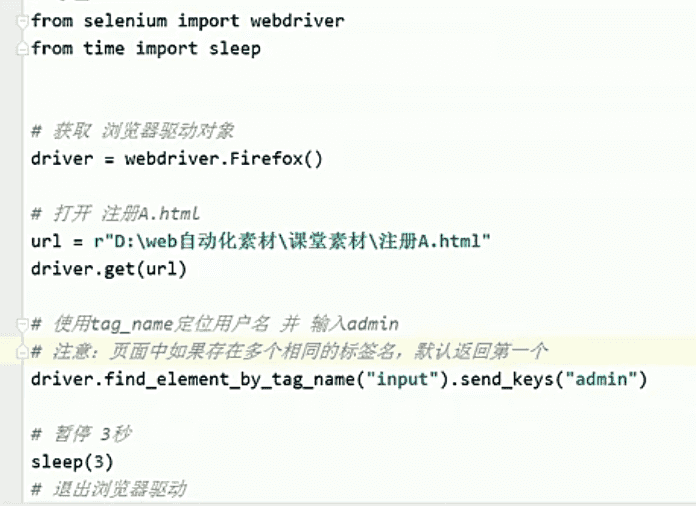 from selenium import webdriver
from time import sleep
# 获取 浏览器驱动对象
driver = webdriver.Firefox()
# 打开 注册A.html
url = r"D:\web自动化素材\课堂素材\注册A.html"
driver.get(url)
# 使用tag_name定位用户名 并 输入admin
# 注意：页面中如果存在多个相同的标签名，默认返回第一个
driver.find_element_by_tag_name("input").send_keys("admin")
# 暂停 3秒
sleep(3)
# 退出浏览器驱动